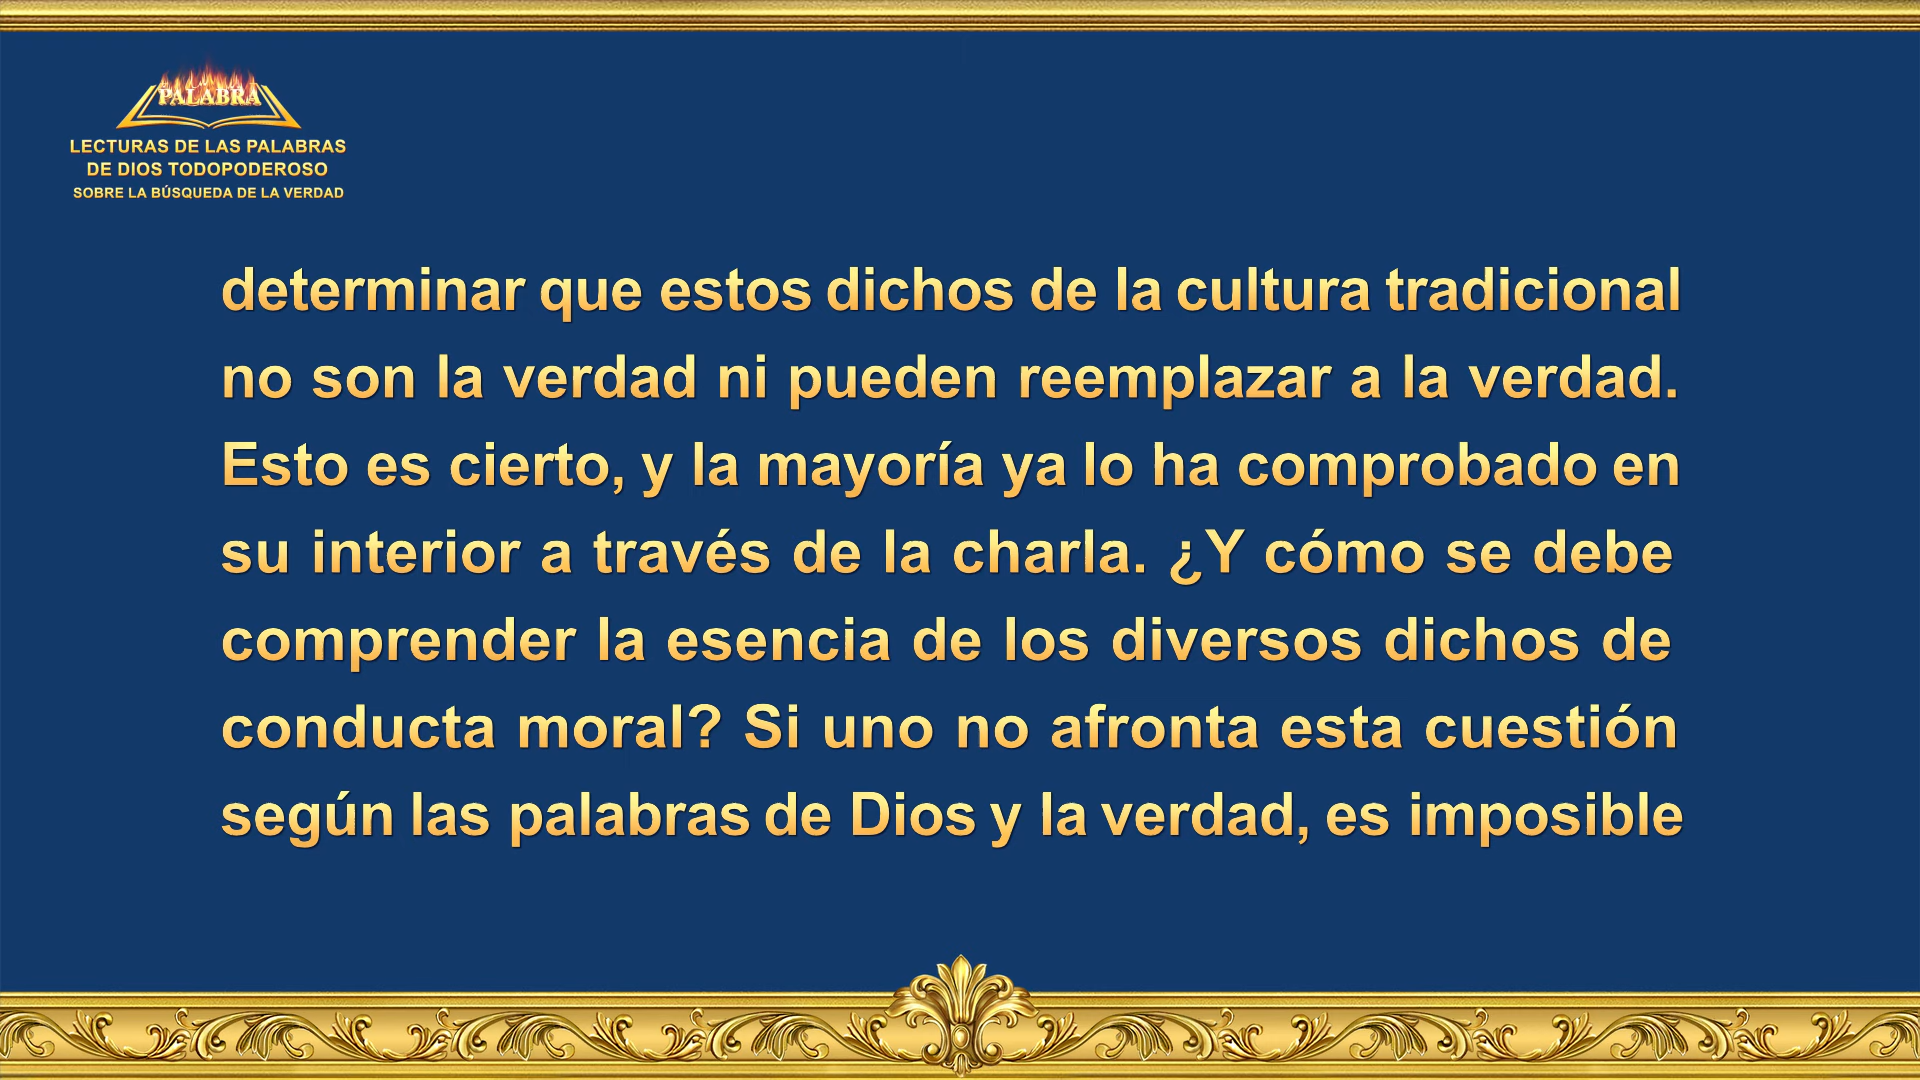 PALABRA
LECTURAS DE LAS PALABRAS
DE DIOS TODOPODEROSO
SOBRE LA BÚSQUEDA DE LA VERDAD
determinar que estos dichos de la cultura tradicional
no son la verdad ni pueden reemplazar a la verdad.
Esto es cierto, y la mayoría ya lo ha comprobado en
su interior a través de la charla. ¿Y cómo se debe
comprender la esencia de los diversos dichos de
conducta moral? Si uno no afronta esta cuestión
según las palabras de Dios y la verdad, es imposible